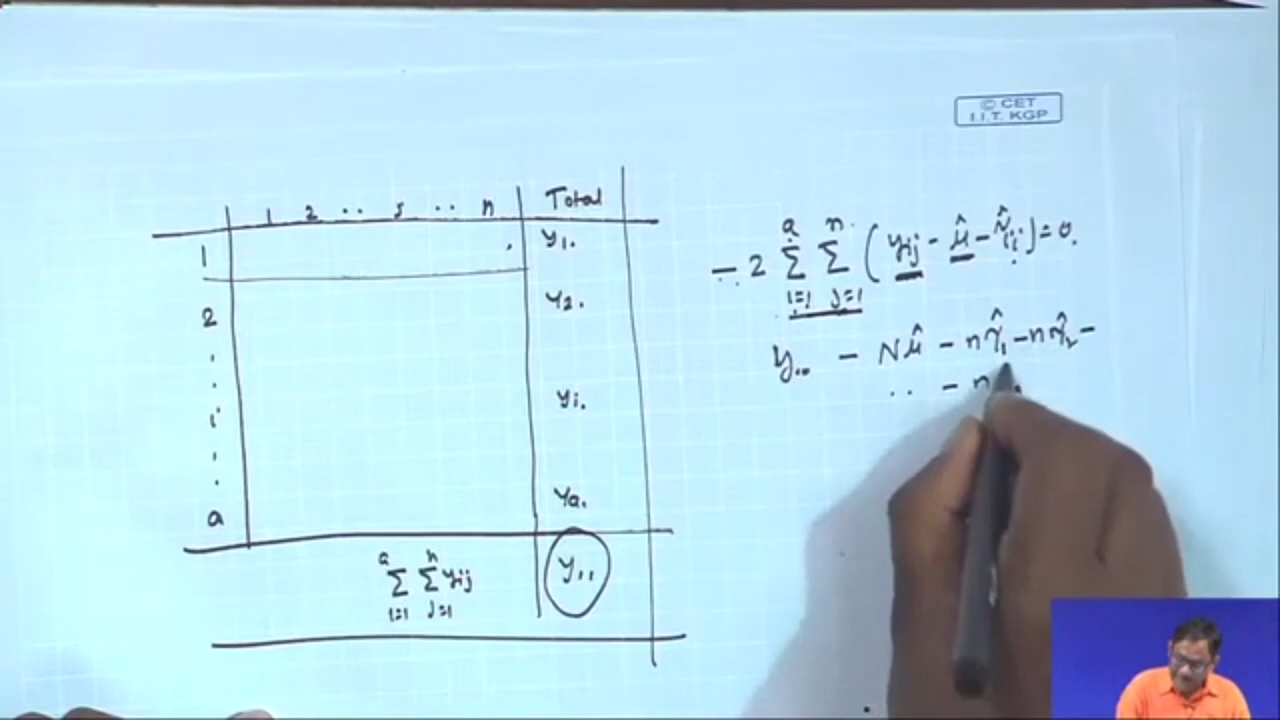 © CET
I.I.T. KGP
1 2 .. j .. n Total
1 y1.
2 y2.
i yi.
a ya.
a∑i=1 n∑j=1 yij y..
-2 a∑i=1 n∑j=1 (yij - μ̂ - τ̂i) = 0.
y.. - Nμ̂ - nτ̂1 - nτ̂2 -
.. - n